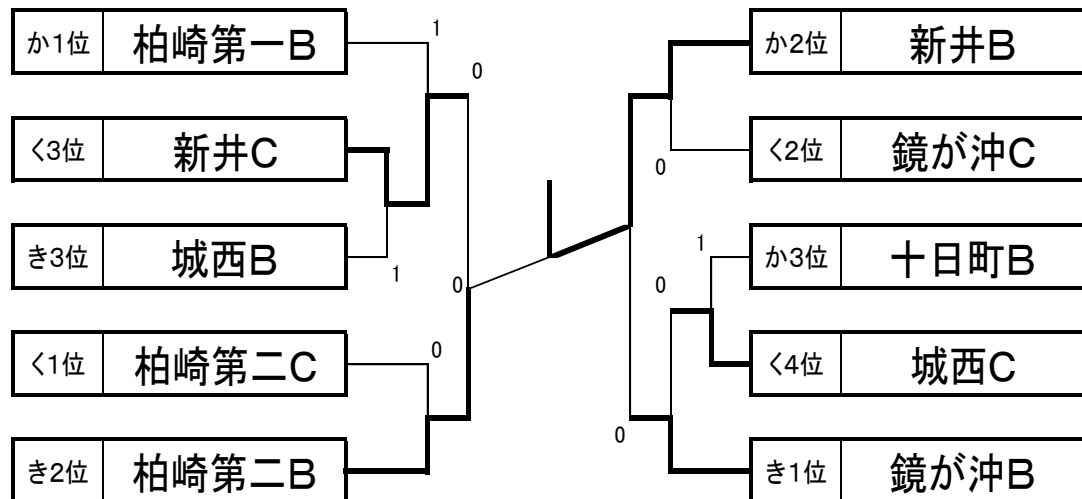 か1位 柏崎第一B
1
0
く3位 新井C
き3位 城西B
1
0
く1位 柏崎第二C
0
き2位 柏崎第二B
か2位 新井B
く2位 鏡が沖C
0
か3位 十日町B
1
0
く4位 城西C
き1位 鏡が沖B
0